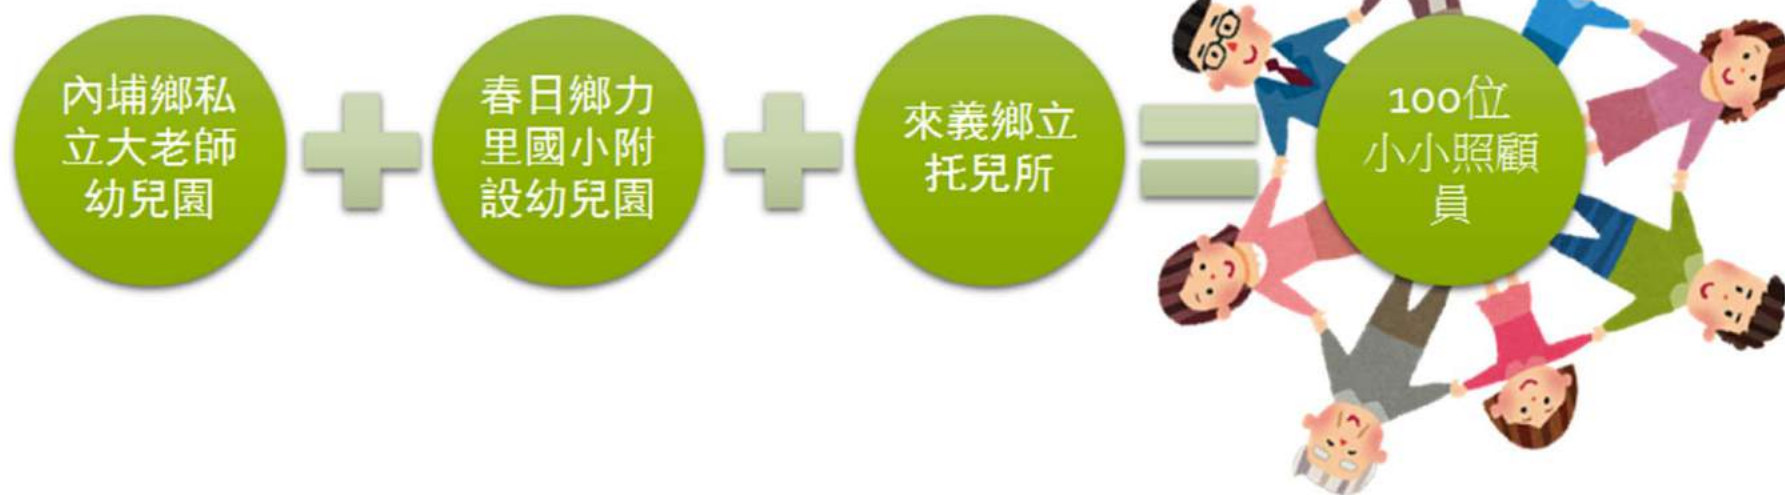 內埔鄉私
立大老師
幼兒園
春日鄉力
里國小附
設幼兒園
來義鄉立
托兒所
100位
小小照顧
員